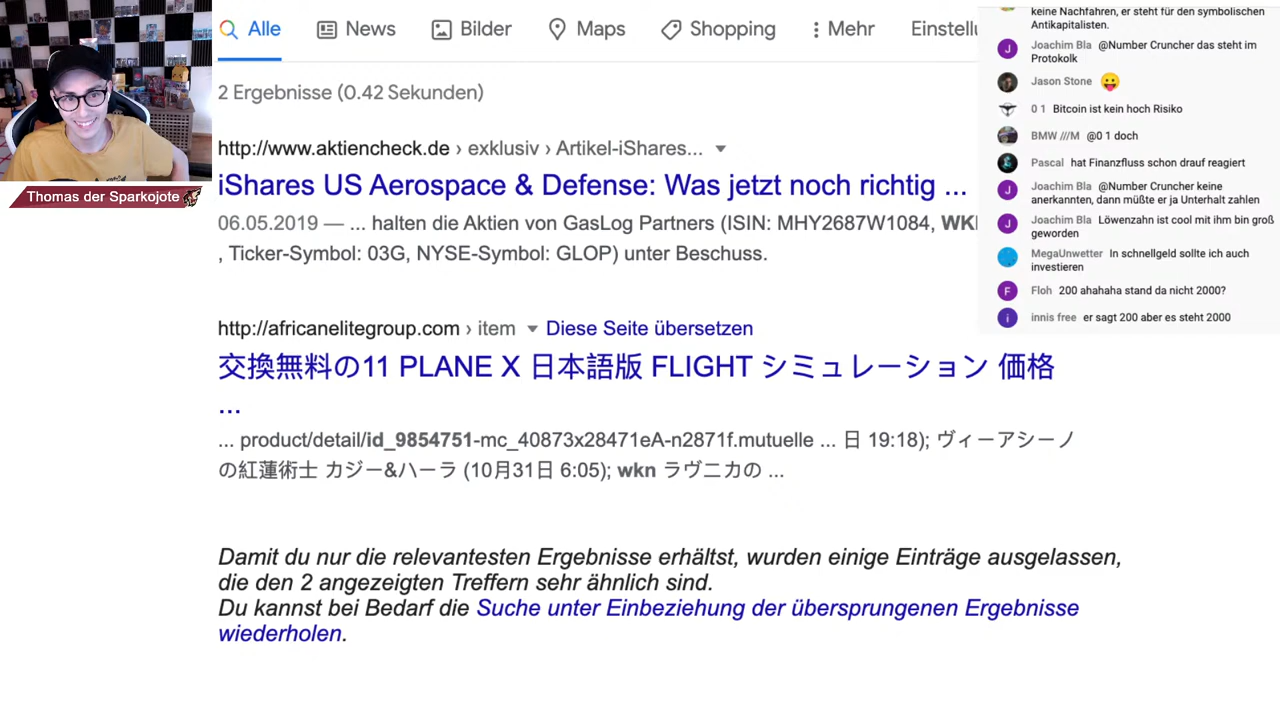 Alle
News
Bilder
Maps
Shopping
Mehr
Einstellu
2 Ergebnisse (0.42 Sekunden)
http://www.aktiencheck.de › exklusiv › Artikel-iShares...
iShares US Aerospace & Defense: Was jetzt noch richtig ...
06.05.2019 — ... halten die Aktien von GasLog Partners (ISIN: MHY2687W1084, WKN
, Ticker-Symbol: 03G, NYSE-Symbol: GLOP) unter Beschuss.
http://africanelitegroup.com › item Diese Seite übersetzen
交換無料の11 PLANE X 日本語版 FLIGHT シミュレーション 価格
...
... product/detail/id_9854751-mc_40873x28471eA-n2871f.mutuelle ... 日 19:18); ヴィーアシーノ
の紅蓮術士 カジー&ハーラ (10月31日 6:05); wkn ラヴニカの ...
Damit du nur die relevantesten Ergebnisse erhältst, wurden einige Einträge ausgelassen,
die den 2 angezeigten Treffern sehr ähnlich sind.
Du kannst bei Bedarf die Suche unter Einbeziehung der übersprungenen Ergebnisse
wiederholen.
Thomas der Sparkojote
keine Nachfahren, er steht für den symbolischen
Antikapitalisten.
J Joachim Bla @Number Cruncher das steht im
Protokolk
Jason Stone 😛
0 1 Bitcoin ist kein hoch Risiko
BMW ///M @0 1 doch
Pascal hat Finanzfluss schon drauf reagiert
J Joachim Bla @Number Cruncher keine
anerkannten, dann müßte er ja Unterhalt zahlen
J Joachim Bla Löwenzahn ist cool mit ihm bin groß
geworden
MegaUnwetter In schnellgeld sollte ich auch
investieren
F Floh 200 ahahaha stand da nicht 2000?
i innis free er sagt 200 aber es steht 2000